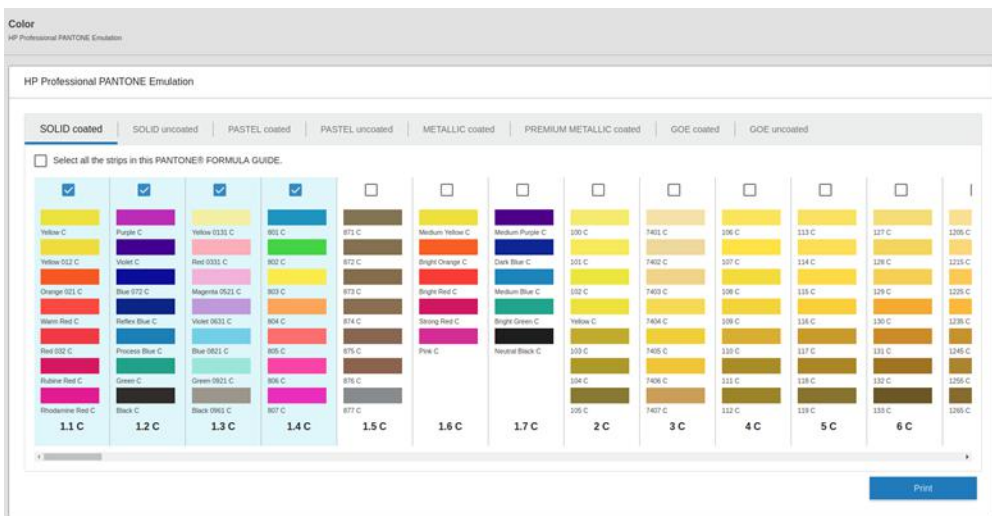 Color
HP Professional PANTONE Emulation
HP Professional PANTONE Emulation
SOLID coated SOLID uncoated PASTEL coated PASTEL uncoated METALLIC coated PREMIUM METALLIC coated GOE coated GOE uncoated
Select all the strips in this PANTONE® FORMULA GUIDE.
Yellow C Purple C Yellow 0131 C 801 C 871 C Medium Yellow C Medium Purple C 100 C 7401 C 106 C 113 C 127 C 1205 C
Yellow 012 C Violet C Red 0331 C 802 C 872 C Bright Orange C Dark Blue C 101 C 7402 C 107 C 114 C 128 C 1215 C
Orange 021 C Blue 072 C Magenta 0521 C 803 C 873 C Bright Red C Medium Blue C 102 C 7403 C 108 C 115 C 129 C 1225 C
Warm Red C Reflex Blue C Violet 0631 C 804 C 874 C Strong Red C Bright Green C Yellow C 7404 C 109 C 116 C 130 C 1235 C
Red 032 C Process Blue C Blue 0821 C 805 C 875 C Pink C Neutral Black C 103 C 7405 C 110 C 117 C 131 C 1245 C
Rubine Red C Green C Green 0921 C 806 C 876 C 104 C 7406 C 111 C 118 C 132 C 1255 C
Rhodamine Red C Black C Black 0961 C 807 C 877 C 105 C 7407 C 112 C 119 C 133 C 1265 C
1.1 C 1.2 C 1.3 C 1.4 C 1.5 C 1.6 C 1.7 C 2 C 3 C 4 C 5 C 6 C
Print